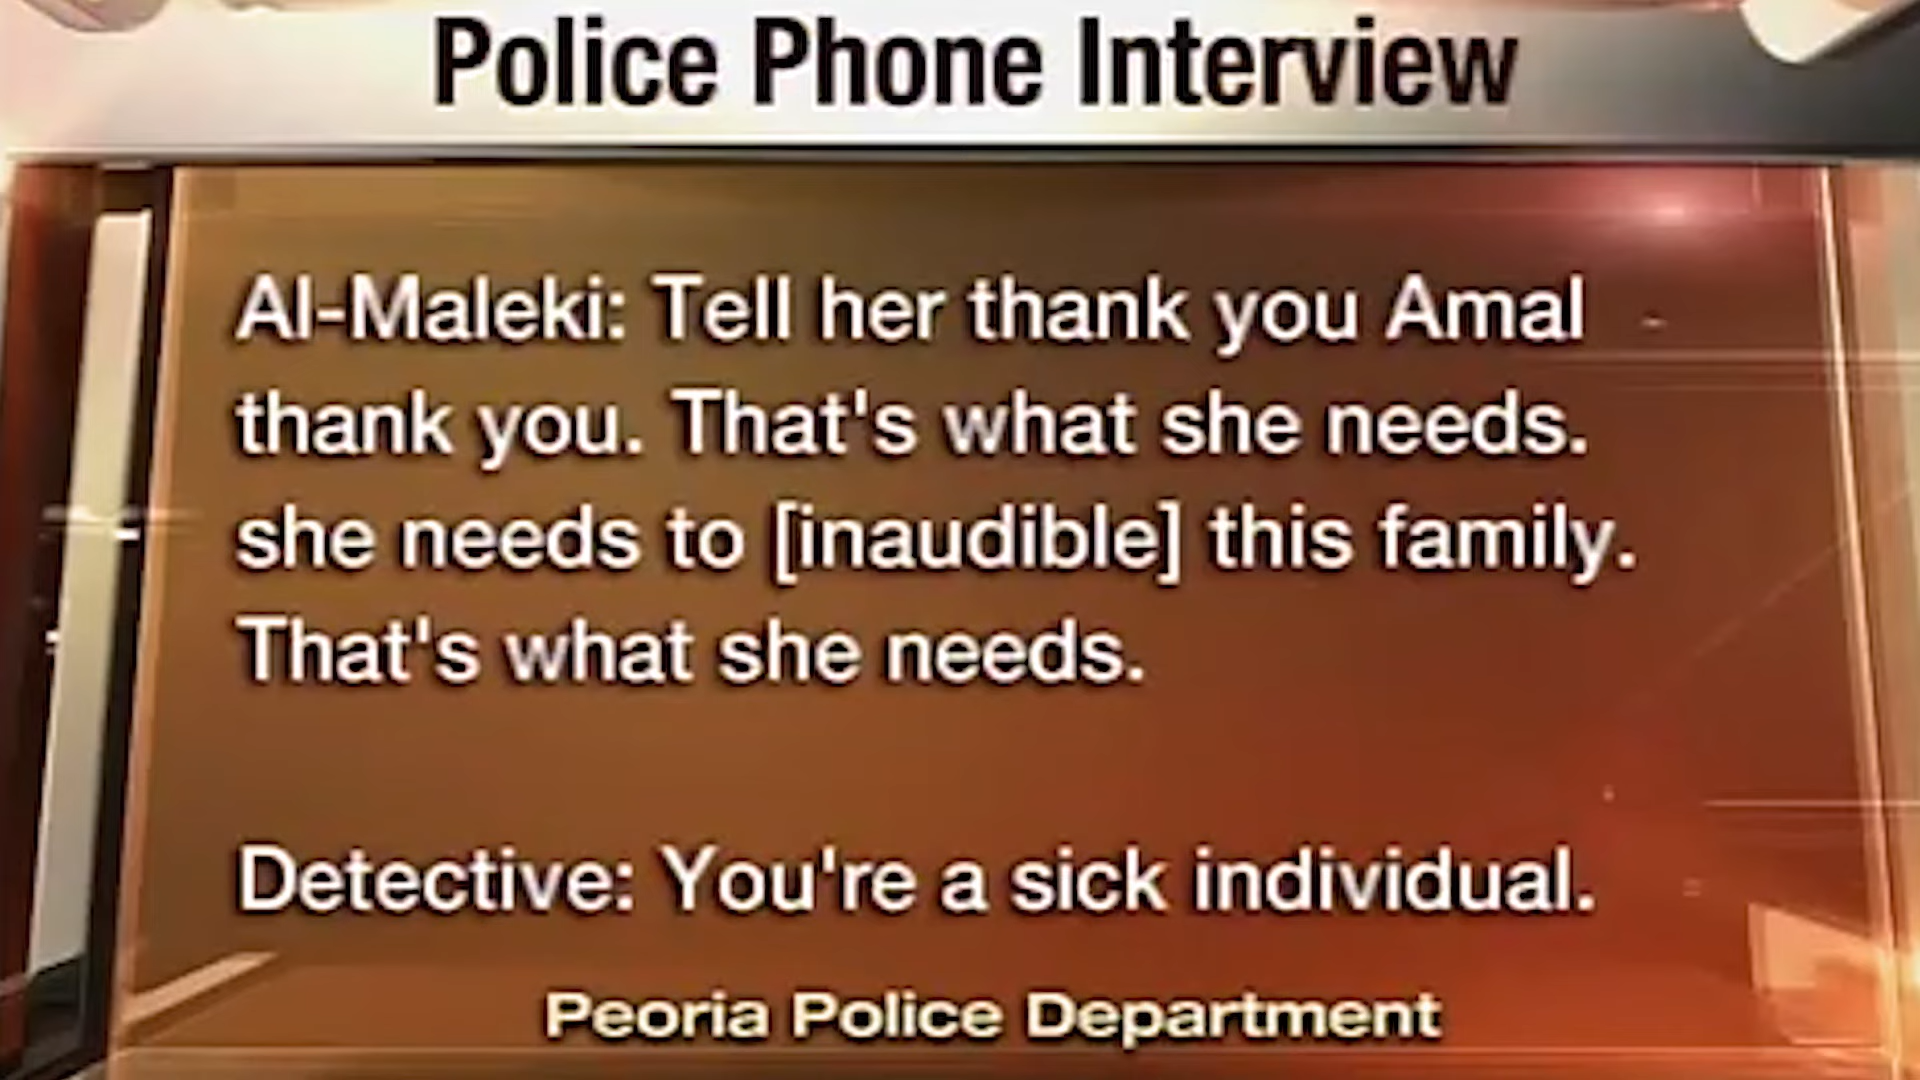 Police Phone Interview
Al-Maleki: Tell her thank you Amal
thank you. That's what she needs.
she needs to [inaudible] this family.
That's what she needs.
Detective: You're a sick individual.
Peoria Police Department